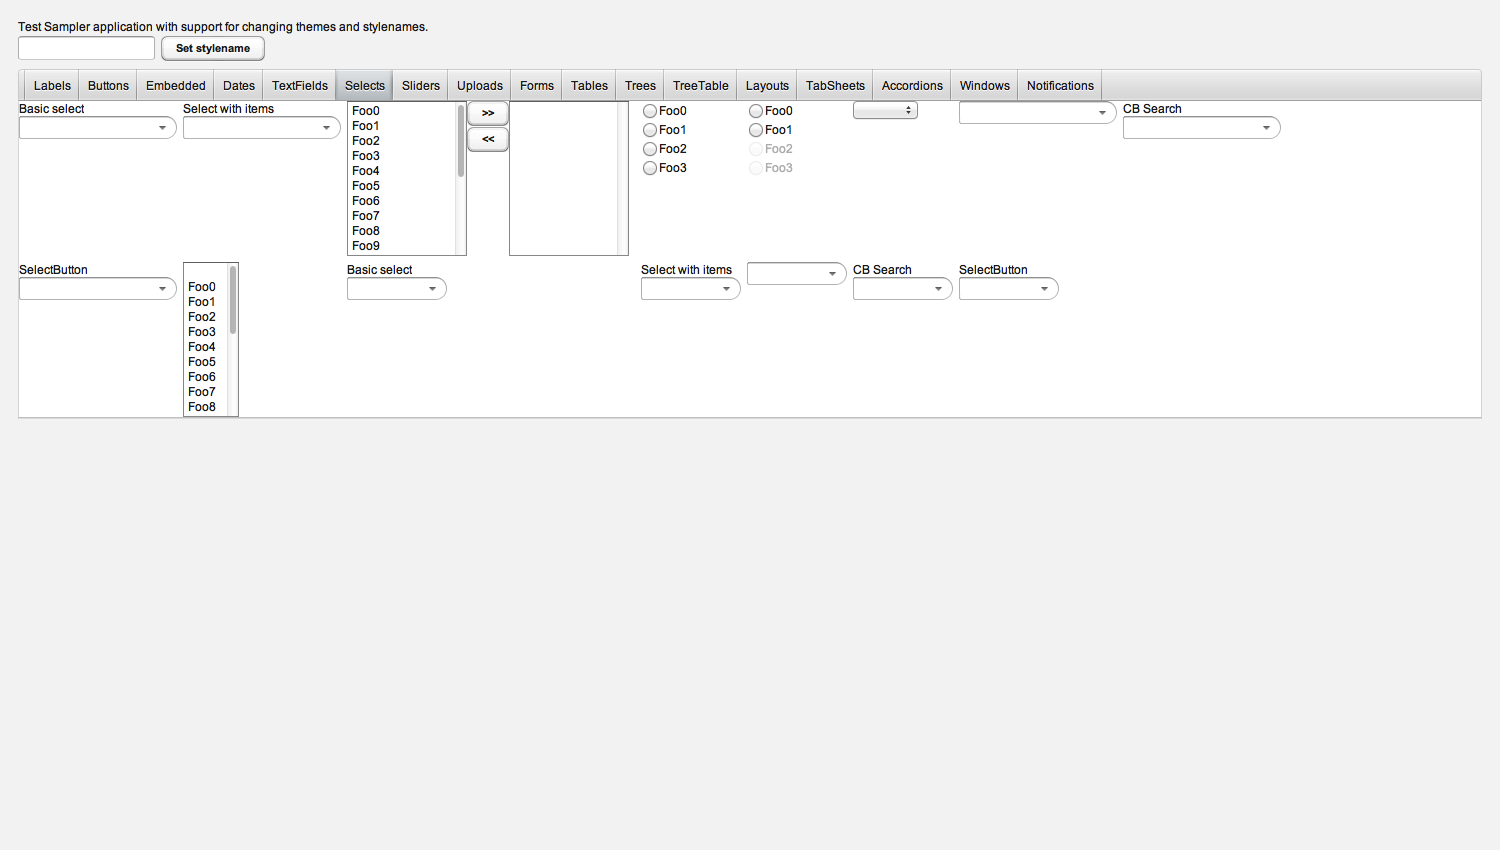 Test Sampler application with support for changing themes and stylenames.
Set stylename
Labels Buttons Embedded Dates TextFields Selects Sliders Uploads Forms Tables Trees TreeTable Layouts TabSheets Accordions Windows Notifications
Basic select
Select with items
Foo0
Foo1
Foo2
Foo3
Foo4
Foo5
Foo6
Foo7
Foo8
Foo9
>>
<<
Foo0
Foo1
Foo2
Foo3
Foo0
Foo1
Foo2
Foo3
CB Search
SelectButton
Foo0
Foo1
Foo2
Foo3
Foo4
Foo5
Foo6
Foo7
Foo8
Basic select
Select with items
CB Search
SelectButton